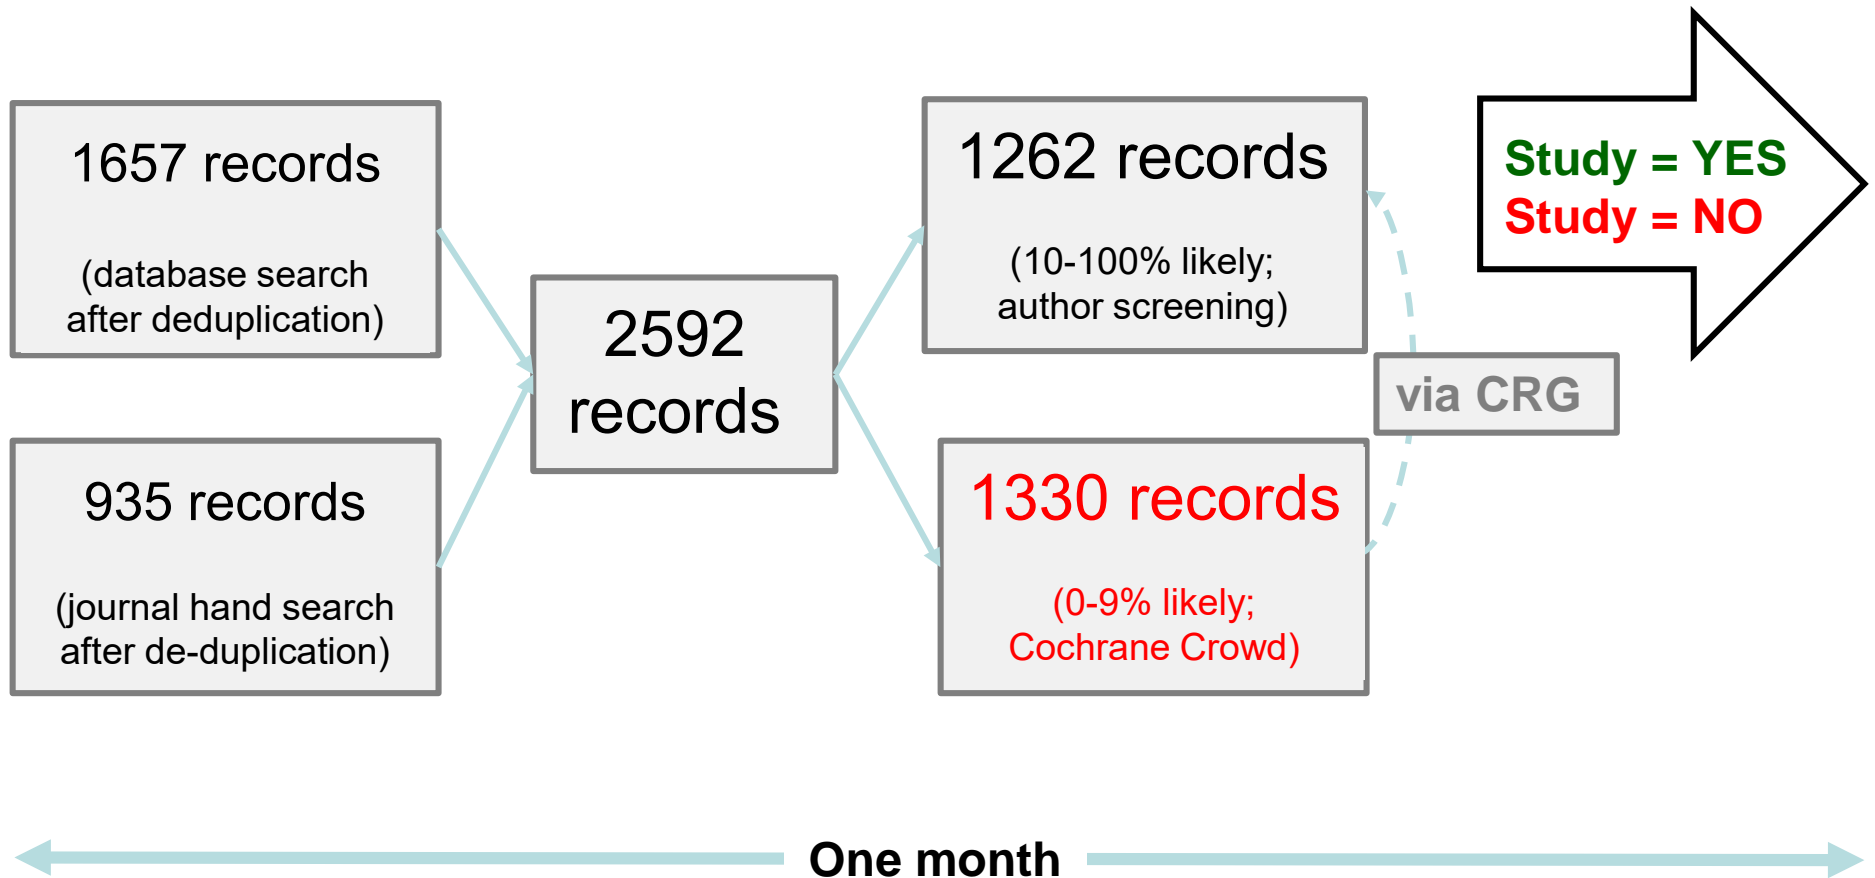 1657 records
(database search
after deduplication)
935 records
(journal hand search
after de-duplication)
2592
records
1262 records
(10-100% likely;
author screening)
1330 records
(0-9% likely;
Cochrane Crowd)
via CRG
Study = YES
Study = NO
One month